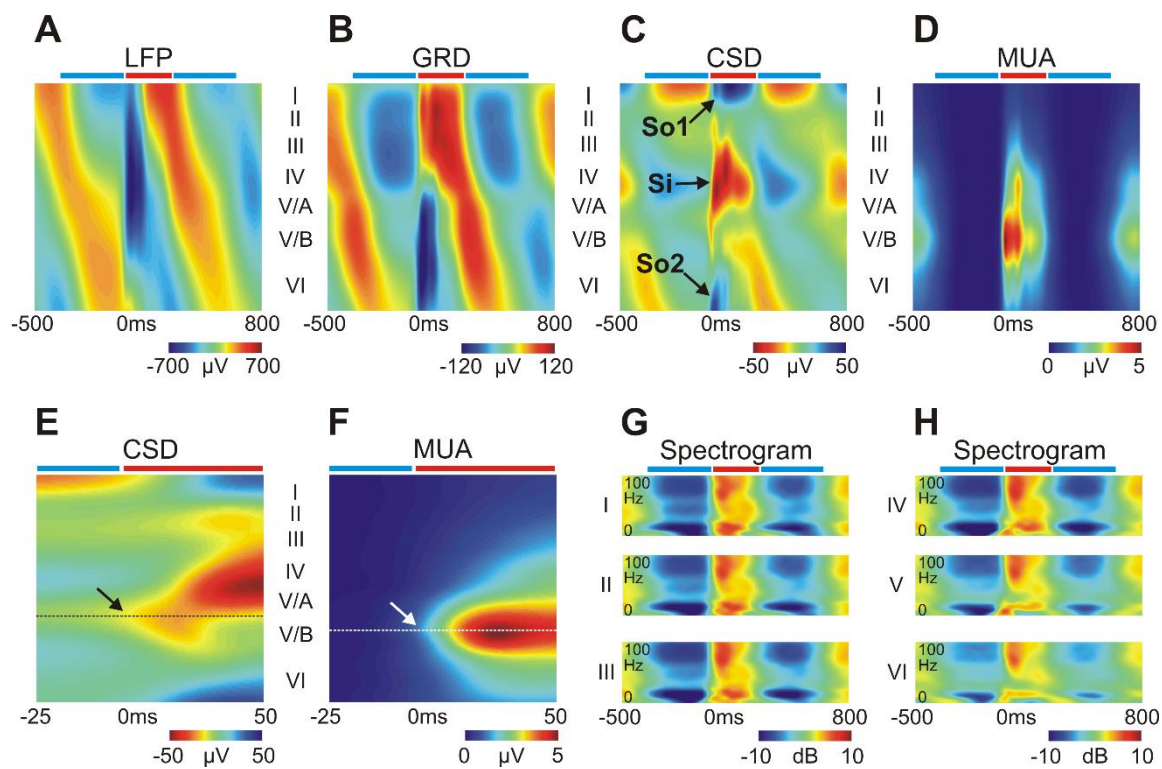 A B C D
LFP GRD CSD MUA
I I
II So1 II
III III
IV Si IV
V/A V/A
V/B V/B
VI So2 VI
-500 0ms 800 -500 0ms 800 -500 0ms 800 -500 0ms 800
-700 µV 700 -120 µV 120 -50 µV 50 0 µV 5
E F G H
CSD MUA Spectrogram Spectrogram
I
II
III
IV
V/A
V/B
VI
I 100 Hz 0 IV 100 Hz 0
II 100 Hz 0 V 100 Hz 0
III 100 Hz 0 VI 100 Hz 0
-25 0ms 50 -25 0ms 50 -500 0ms 800 -500 0ms 800
-50 µV 50 0 µV 5 -10 dB 10 -10 dB 10